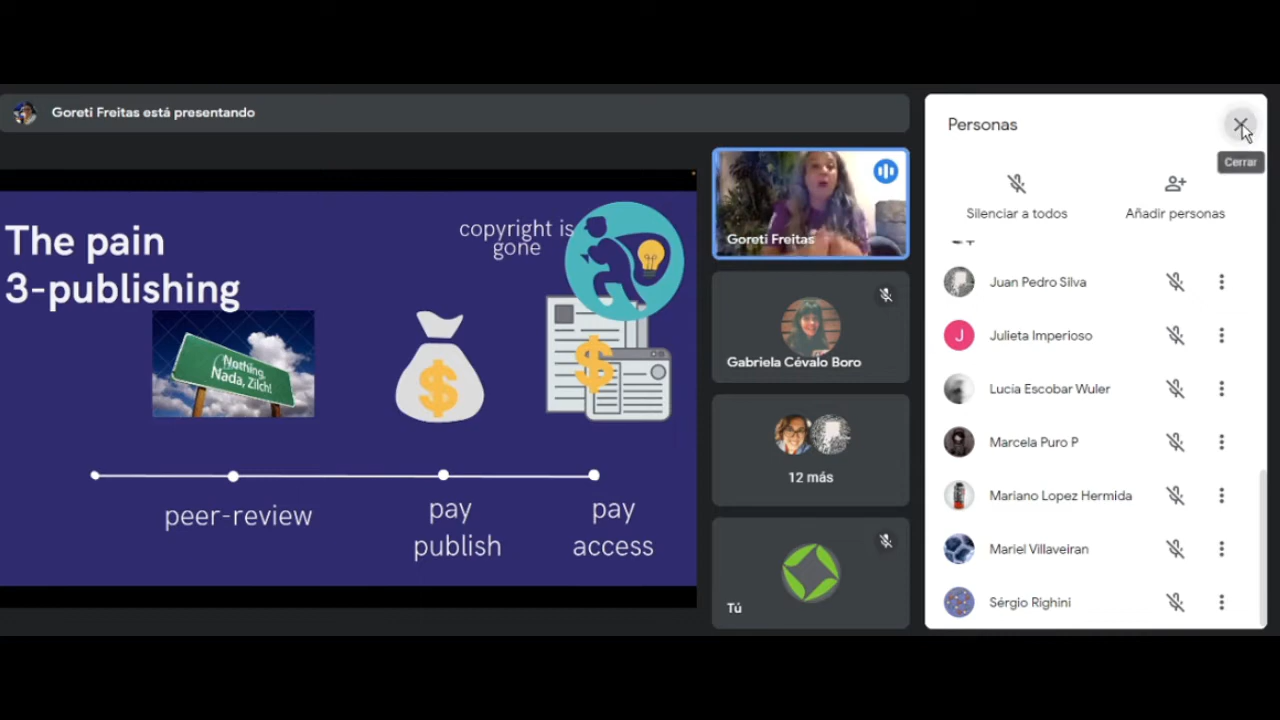 Goreti Freitas está presentando
The pain
3-publishing
copyright is
gone
Nothing,
Nada, Zilch!
peer-review
pay
publish
pay
access
Goreti Freitas
Gabriela Cévalo Boro
12 más
Tú
Personas
Cerrar
Silenciar a todos
Añadir personas
Juan Pedro Silva
J
Julieta Imperioso
Lucía Escobar Wuler
Marcela Puro P
Mariano Lopez Hermida
Mariel Villaveiran
Sérgio Righini